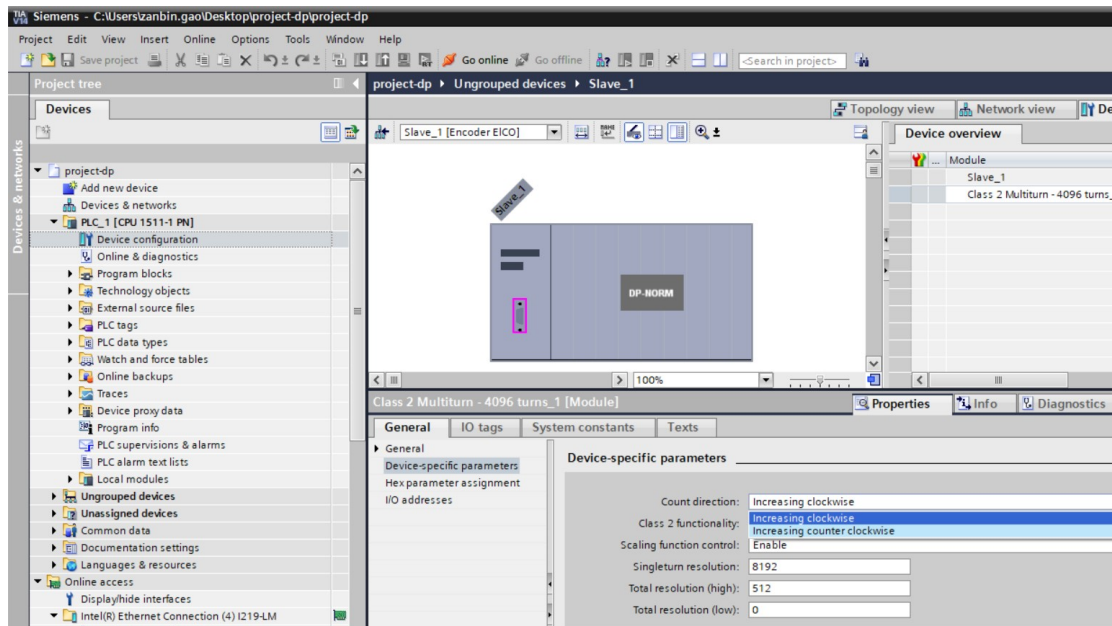 Siemens - C:\Users\zanbin.gao\Desktop\project-dp\project-dp
Project Edit View Insert Online Options Tools Window Help
Save project Go online Go offline <Search in project>
Project tree
project-dp Ungrouped devices Slave_1
Devices
Topology view Network view De
Slave_1 [Encoder ElCO]
Device overview
... Module
Slave_1
Class 2 Multiturn - 4096 turns_
Devices & networks
project-dp
Add new device
Devices & networks
PLC_1 [CPU 1511-1 PN]
Device configuration
Online & diagnostics
Program blocks
Technology objects
External source files
PLC tags
PLC data types
Watch and force tables
Online backups
Traces
Device proxy data
Program info
PLC supervisions & alarms
PLC alarm text lists
Local modules
Ungrouped devices
Unassigned devices
Common data
Documentation settings
Languages & resources
Online access
Display/hide interfaces
Intel(R) Ethernet Connection (4) I219-LM
Slave_1
DP-NORM
100%
Class 2 Multiturn - 4096 turns_1 [Module]
Properties Info Diagnostics
General IO tags System constants Texts
General
Device-specific parameters
Hex parameter assignment
I/O addresses
Device-specific parameters
Count direction: Increasing clockwise
Class 2 functionality: Increasing clockwise
Increasing counter clockwise
Scaling function control: Enable
Singleturn resolution: 8192
Total resolution (high): 512
Total resolution (low): 0